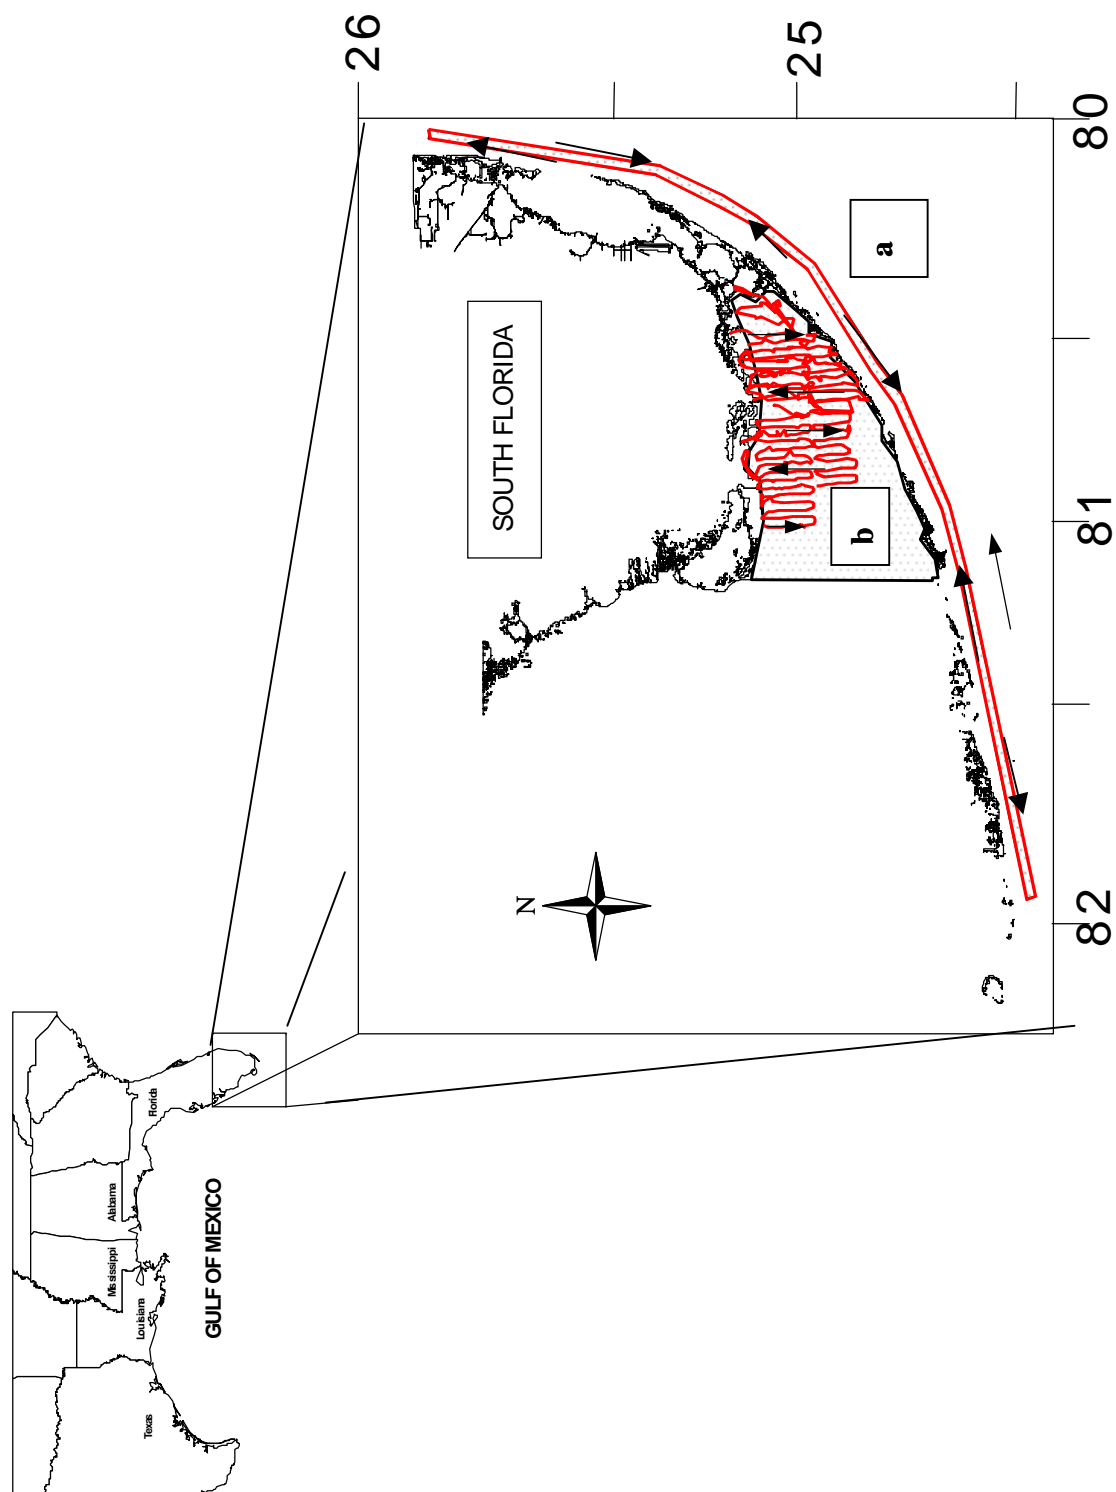 Texas
Louisiana
Mississippi
Alabama
Florida
GULF OF MEXICO
26
25
SOUTH FLORIDA
N
a
b
82
81
80